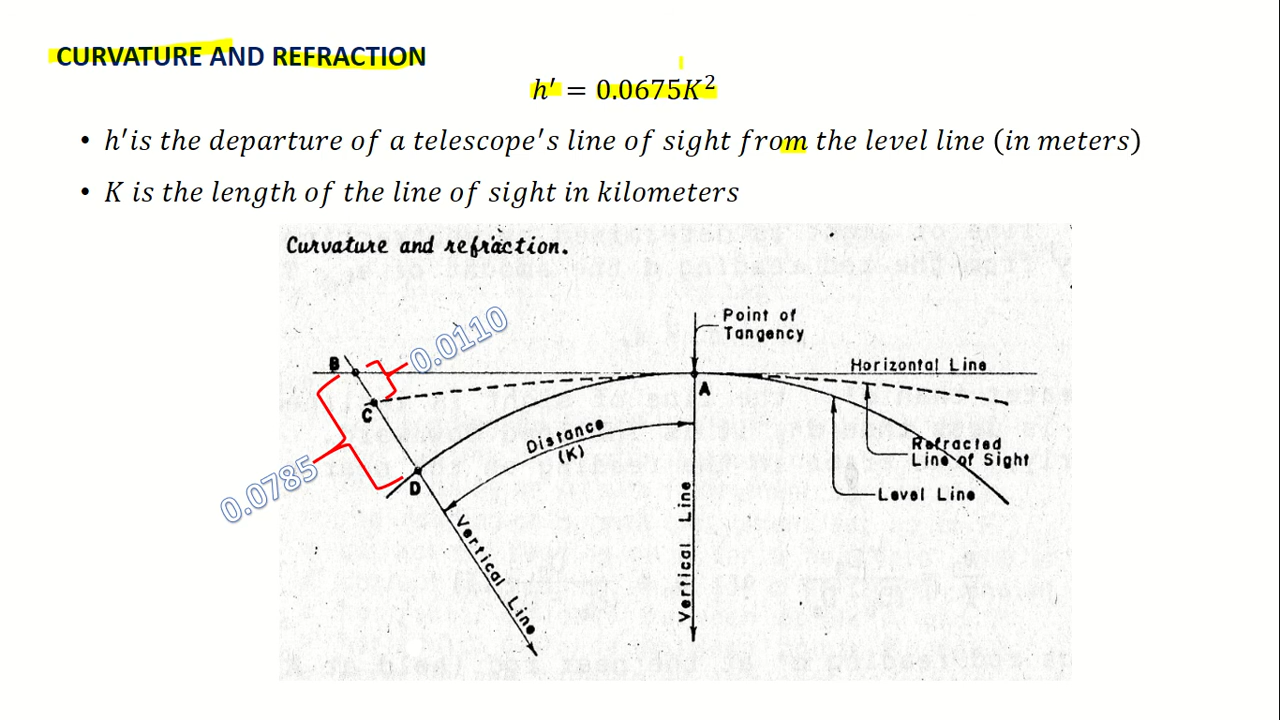 CURVATURE AND REFRACTION
h' = 0.0675K²
• h'is the departure of a telescope's line of sight from the level line (in meters)
• K is the length of the line of sight in kilometers
Curvature and refraction.
Point of
Tangency
0.0110
B
Horizontal Line
A
C
Distance
(K)
Refracted
Line of Sight
0.0785
D
Level Line
Vertical Line
Vertical Line